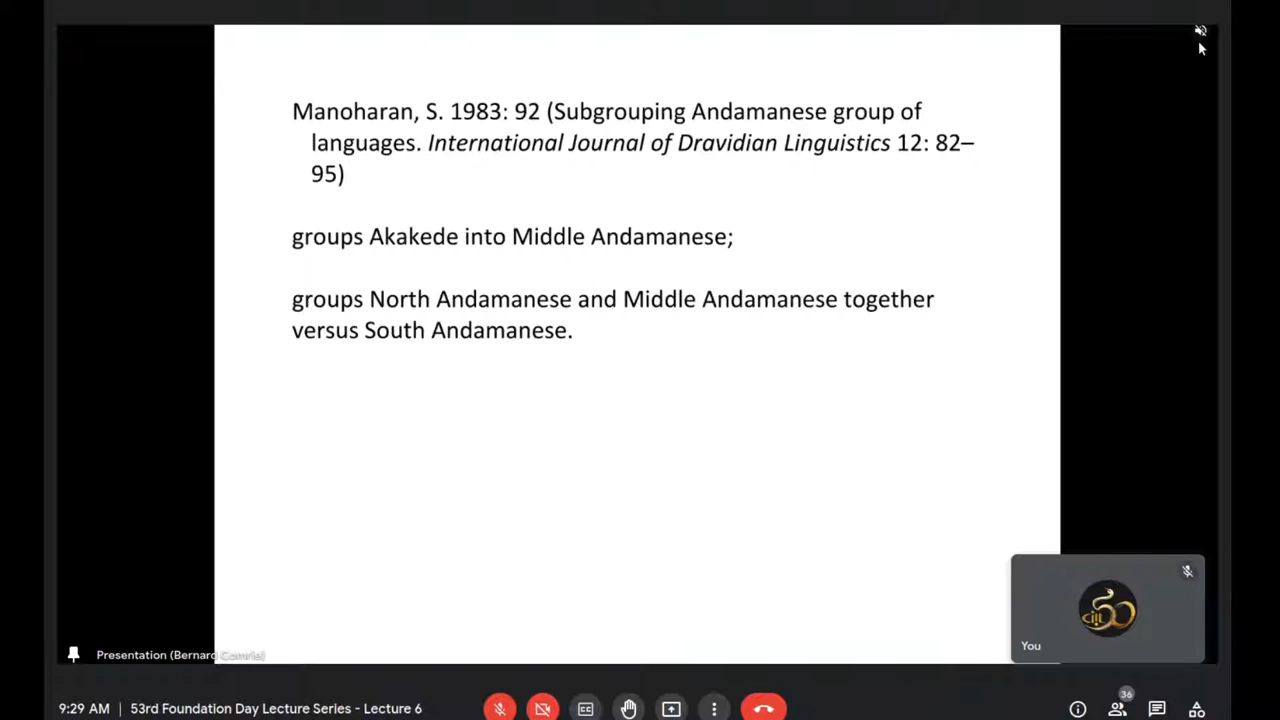 Manoharan, S. 1983: 92 (Subgrouping Andamanese group of
languages. International Journal of Dravidian Linguistics 12: 82–
95)
groups Akakede into Middle Andamanese;
groups North Andamanese and Middle Andamanese together
versus South Andamanese.
You
Presentation (Bernard Comrie)
36
9:29 AM | 53rd Foundation Day Lecture Series - Lecture 6
CC